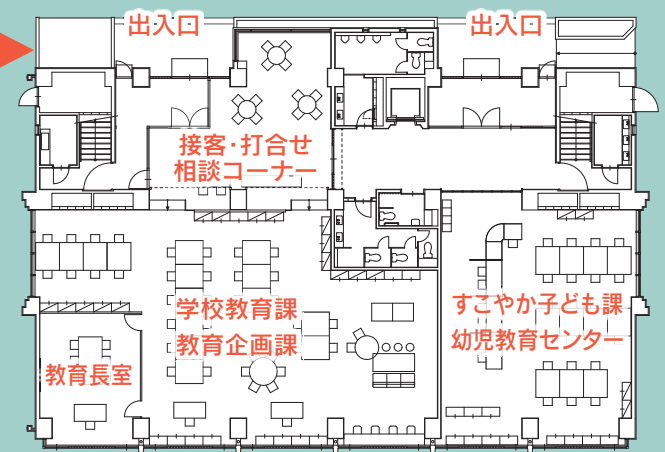 出入口
出入口
接客・打合せ
相談コーナー
学校教育課
教育企画課
すこやか子ども課
幼児教育センター
教育長室